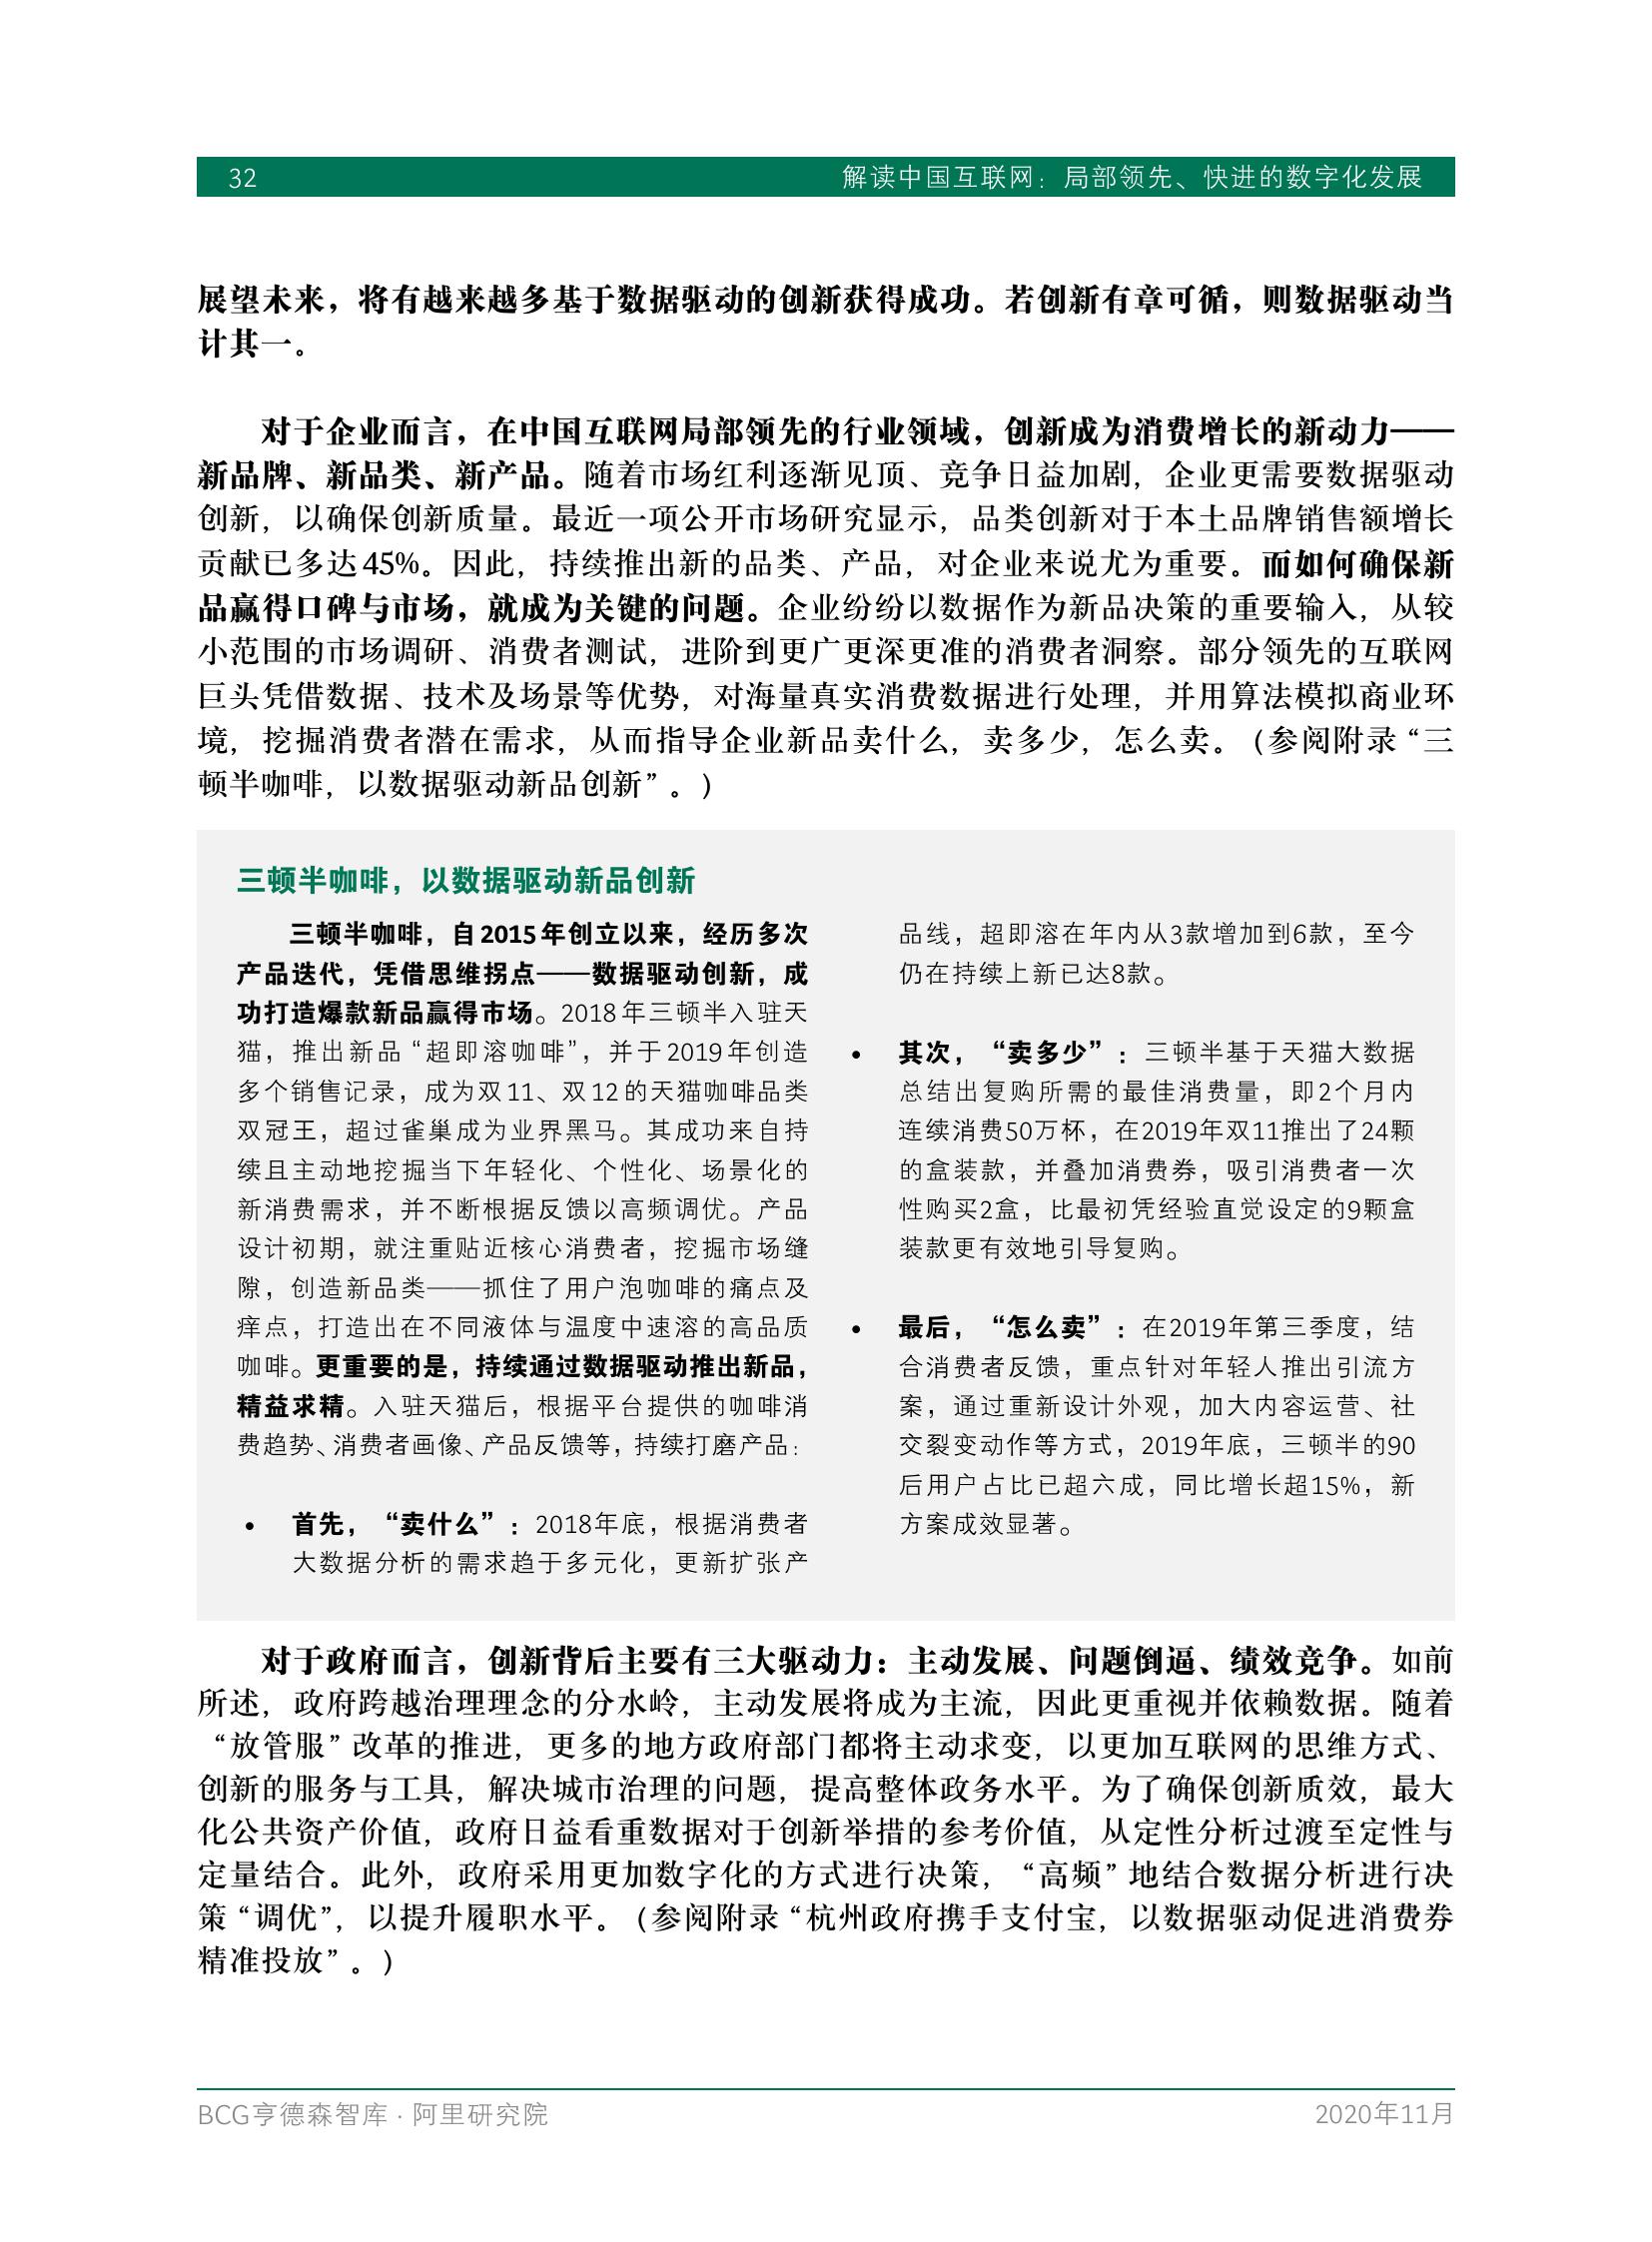 32
解读中国互联网：局部领先、快进的数字化发展
展望未来，将有越来越多基于数据驱动的创新获得成功。若创新有章可循，则数据驱动当
计其一。
对于企业而言，在中国互联网局部领先的行业领域，创新成为消费增长的新动力——
新品牌、新品类、新产品。随着市场红利逐渐见顶、竞争日益加剧，企业更需要数据驱动
创新，以确保创新质量。最近一项公开市场研究显示，品类创新对于本土品牌销售额增长
贡献已多达45%。因此，持续推出新的品类、产品，对企业来说尤为重要。而如何确保新
品赢得口碑与市场，就成为关键的问题。企业纷纷以数据作为新品决策的重要输入，从较
小范围的市场调研、消费者测试，进阶到更广更深更准的消费者洞察。部分领先的互联网
巨头凭借数据、技术及场景等优势，对海量真实消费数据进行处理，并用算法模拟商业环
境，挖掘消费者潜在需求，从而指导企业新品卖什么，卖多少，怎么卖。（参阅附录“三
顿半咖啡，以数据驱动新品创新”。）
三顿半咖啡，以数据驱动新品创新
三顿半咖啡，自2015年创立以来，经历多次
产品迭代，凭借思维拐点——数据驱动创新，成
功打造爆款新品赢得市场。2018年三顿半入驻天
猫，推出新品“超即溶咖啡”，并于2019年创造
多个销售记录，成为双11、双12的天猫咖啡品类
双冠王，超过雀巢成为业界黑马。其成功来自持
续且主动地挖掘当下年轻化、个性化、场景化的
新消费需求，并不断根据反馈以高频调优。产品
设计初期，就注重贴近核心消费者，挖掘市场缝
隙，创造新品类——抓住了用户泡咖啡的痛点及
痒点，打造出在不同液体与温度中速溶的高品质
咖啡。更重要的是，持续通过数据驱动推出新品，
精益求精。入驻天猫后，根据平台提供的咖啡消
费趋势、消费者画像、产品反馈等，持续打磨产品：
• 首先，“卖什么”：2018年底，根据消费者
大数据分析的需求趋于多元化，更新扩张产
品线，超即溶在年内从3款增加到6款，至今
仍在持续上新已达8款。
• 其次，“卖多少”：三顿半基于天猫大数据
总结出复购所需的最佳消费量，即2个月内
连续消费50万杯，在2019年双11推出了24颗
的盒装款，并叠加消费券，吸引消费者一次
性购买2盒，比最初凭经验直觉设定的9颗盒
装款更有效地引导复购。
• 最后，“怎么卖”：在2019年第三季度，结
合消费者反馈，重点针对年轻人推出引流方
案，通过重新设计外观，加大内容运营、社
交裂变动作等方式，2019年底，三顿半的90
后用户占比已超六成，同比增长超15%，新
方案成效显著。
对于政府而言，创新背后主要有三大驱动力：主动发展、问题倒逼、绩效竞争。如前
所述，政府跨越治理理念的分水岭，主动发展将成为主流，因此更重视并依赖数据。随着
“放管服”改革的推进，更多的地方政府部门都将主动求变，以更加互联网的思维方式、
创新的服务与工具，解决城市治理的问题，提高整体政务水平。为了确保创新质效，最大
化公共资产价值，政府日益看重数据对于创新举措的参考价值，从定性分析过渡至定性与
定量结合。此外，政府采用更加数字化的方式进行决策，“高频”地结合数据分析进行决
策“调优”，以提升履职水平。（参阅附录“杭州政府携手支付宝，以数据驱动促进消费券
精准投放”。）
BCG亨德森智库 · 阿里研究院
2020年11月